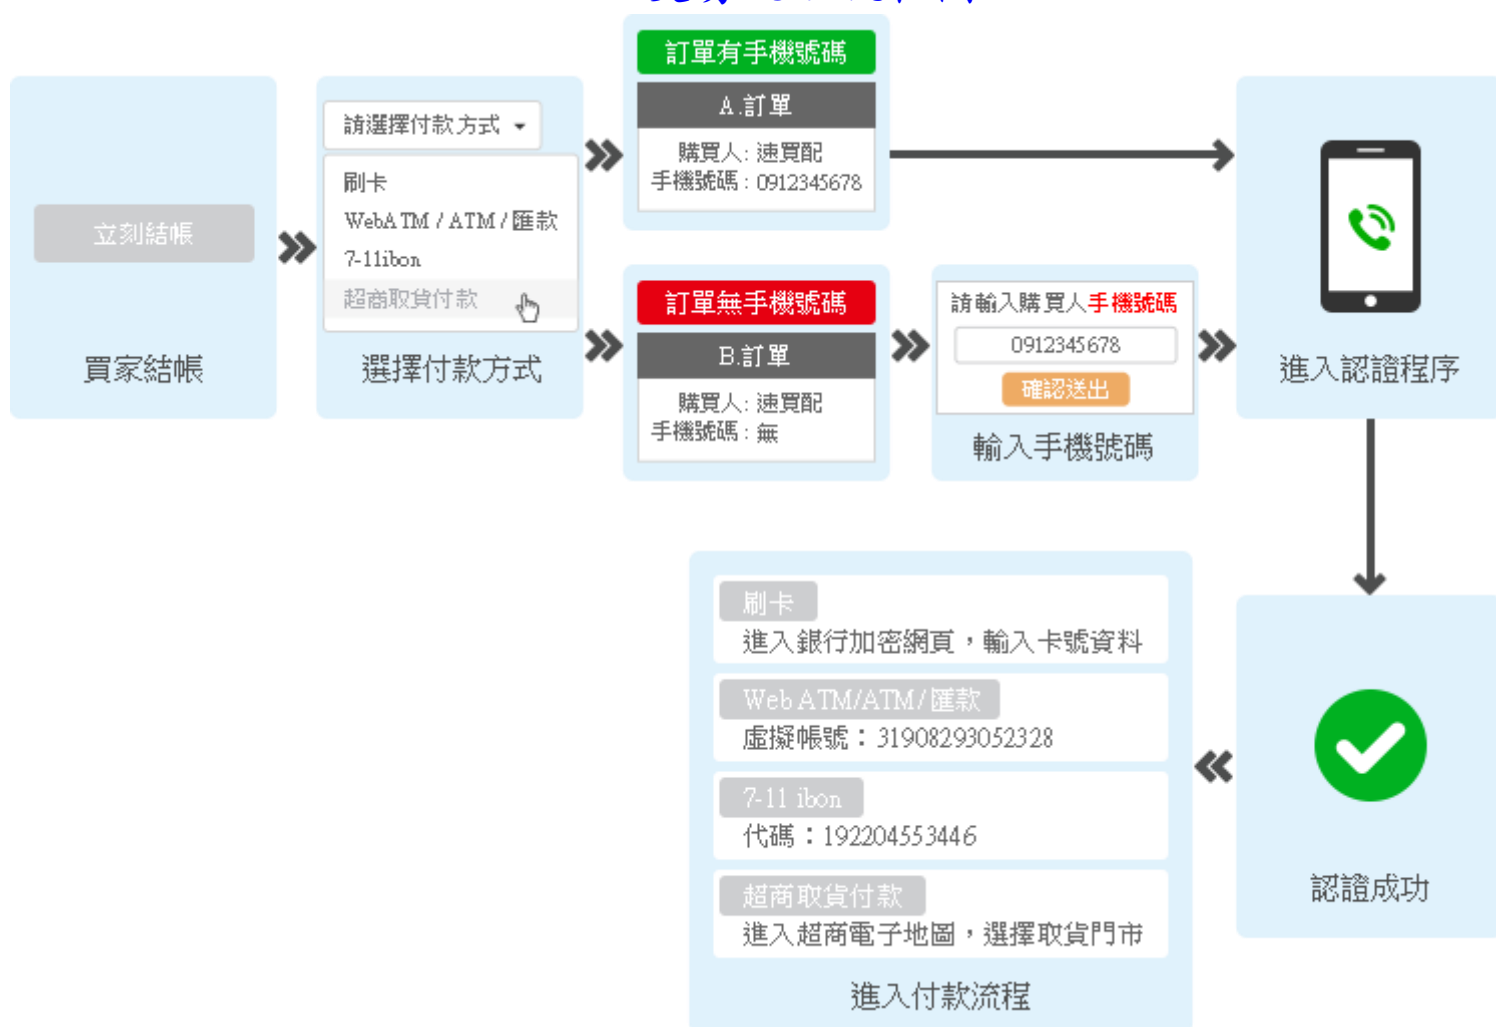 立刻結帳
買家結帳
請選擇付款方式
刷卡
WebATM / ATM / 匯款
7-11ibon
超商取貨付款
選擇付款方式
訂單有手機號碼
A.訂單
購買人: 速買配
手機號碼 : 0912345678
訂單無手機號碼
B.訂單
購買人: 速買配
手機號碼 : 無
請輸入購買人手機號碼
0912345678
確認送出
輸入手機號碼
進入認證程序
認證成功
刷卡
進入銀行加密網頁，輸入卡號資料
Web ATM/ATM/匯款
虛擬帳號：31908293052328
7-11 ibon
代碼：192204553446
超商取貨付款
進入超商電子地圖，選擇取貨門市
進入付款流程